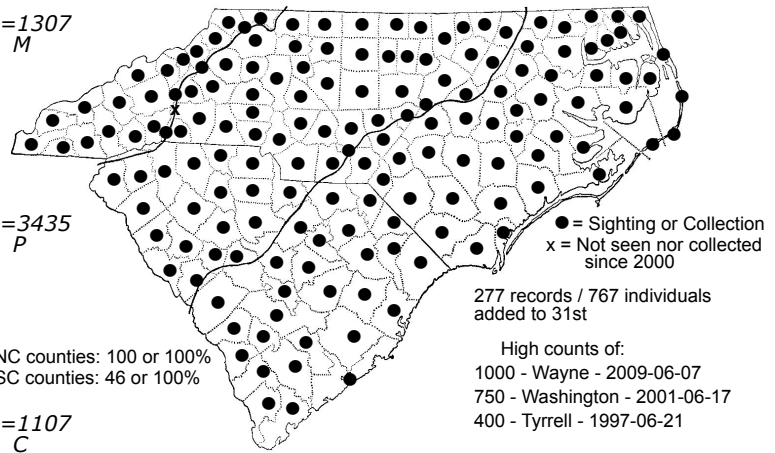 =1307
M
=3435
P
= Sighting or Collection
x = Not seen nor collected
since 2000
277 records / 767 individuals
added to 31st
NC counties: 100 or 100%
SC counties: 46 or 100%
High counts of:
1000 - Wayne - 2009-06-07
750 - Washington - 2001-06-17
400 - Tyrrell - 1997-06-21
=1107
C
x